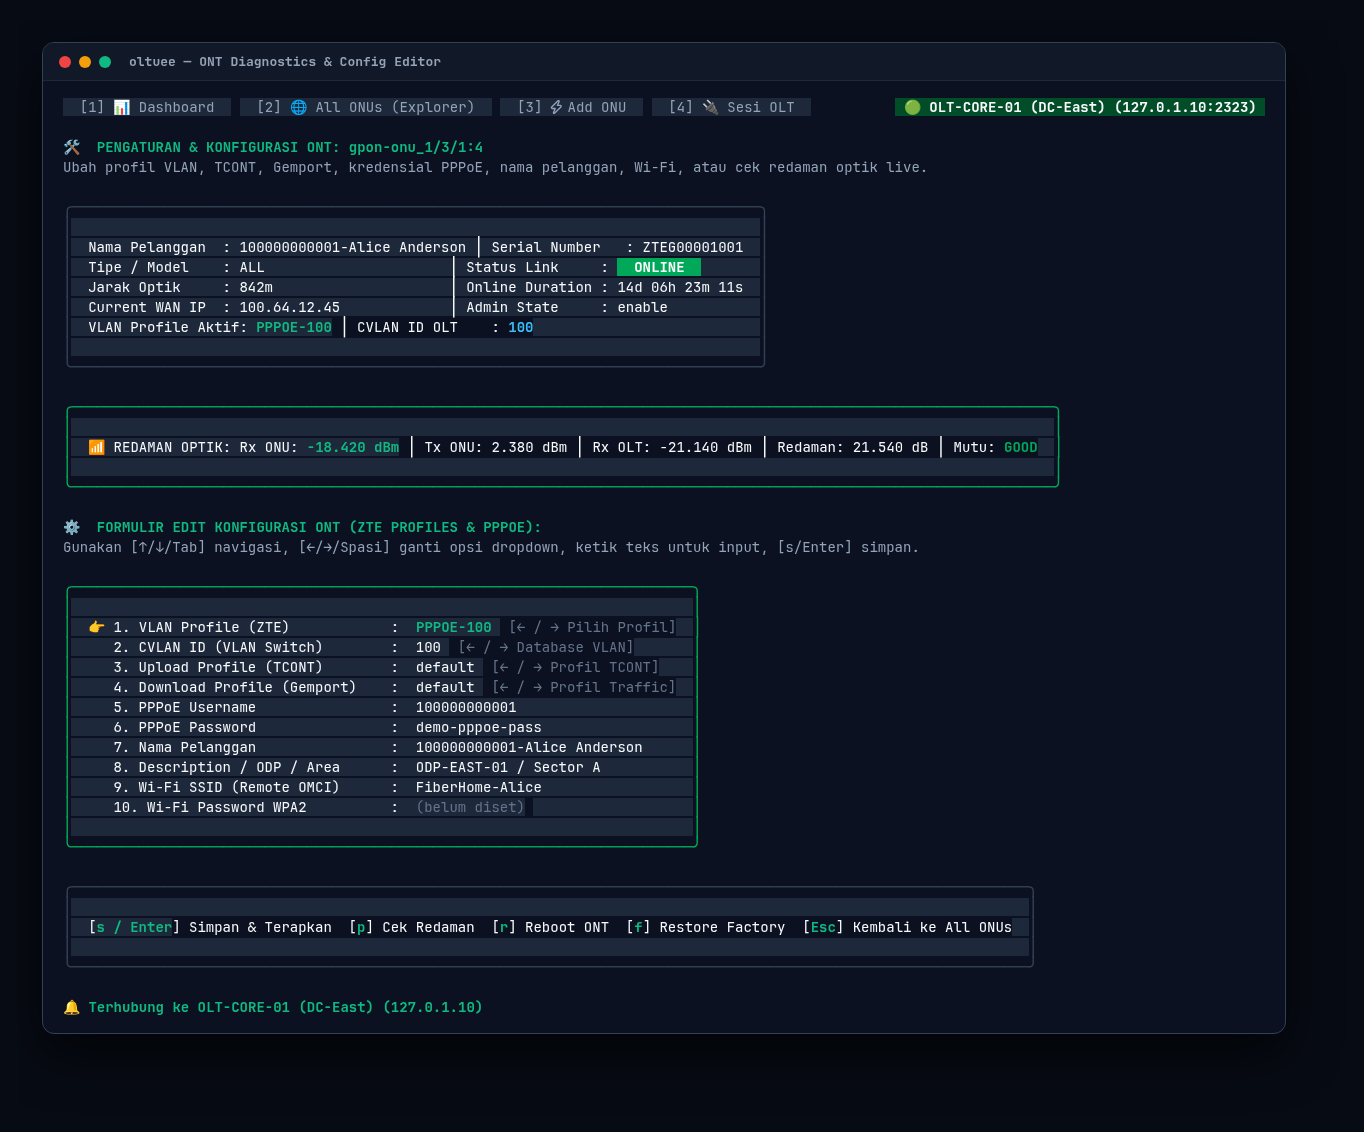 oltuee — ONT Diagnostics & Config Editor
[1] 📊 Dashboard [2] 🌐 All ONUs (Explorer) [3] ⚡ Add ONU [4] 🔌 Sesi OLT 🟢 OLT-CORE-01 (DC-East) (127.0.1.10:2323)
🛠️ PENGATURAN & KONFIGURASI ONT: gpon-onu_1/3/1:4
Ubah profil VLAN, TCONT, Gemport, kredensial PPPoE, nama pelanggan, Wi-Fi, atau cek redaman optik live.
Nama Pelanggan : 100000000001-Alice Anderson │ Serial Number : ZTEG00001001
Tipe / Model : ALL │ Status Link : ONLINE
Jarak Optik : 842m │ Online Duration : 14d 06h 23m 11s
Current WAN IP : 100.64.12.45 │ Admin State : enable
VLAN Profile Aktif: PPPOE-100 │ CVLAN ID OLT : 100
📶 REDAMAN OPTIK: Rx ONU: -18.420 dBm │ Tx ONU: 2.380 dBm │ Rx OLT: -21.140 dBm │ Redaman: 21.540 dB │ Mutu: GOOD
⚙️ FORMULIR EDIT KONFIGURASI ONT (ZTE PROFILES & PPPOE):
Gunakan [↑/↓/Tab] navigasi, [←/→/Spasi] ganti opsi dropdown, ketik teks untuk input, [s/Enter] simpan.
👉 1. VLAN Profile (ZTE) : PPPOE-100 [← / → Pilih Profil]
2. CVLAN ID (VLAN Switch) : 100 [← / → Database VLAN]
3. Upload Profile (TCONT) : default [← / → Profil TCONT]
4. Download Profile (Gemport) : default [← / → Profil Traffic]
5. PPPoE Username : 100000000001
6. PPPoE Password : demo-pppoe-pass
7. Nama Pelanggan : 100000000001-Alice Anderson
8. Description / ODP / Area : ODP-EAST-01 / Sector A
9. Wi-Fi SSID (Remote OMCI) : FiberHome-Alice
10. Wi-Fi Password WPA2 : (belum diset)
[s / Enter] Simpan & Terapkan [p] Cek Redaman [r] Reboot ONT [f] Restore Factory [Esc] Kembali ke All ONUs
🔔 Terhubung ke OLT-CORE-01 (DC-East) (127.0.1.10)